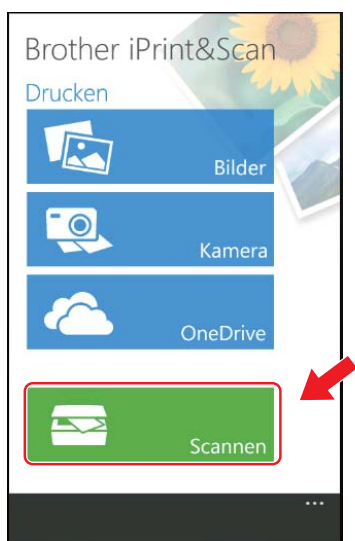 Brother iPrint&Scan
Drucken
Bilder
Kamera
OneDrive
Scannen
...